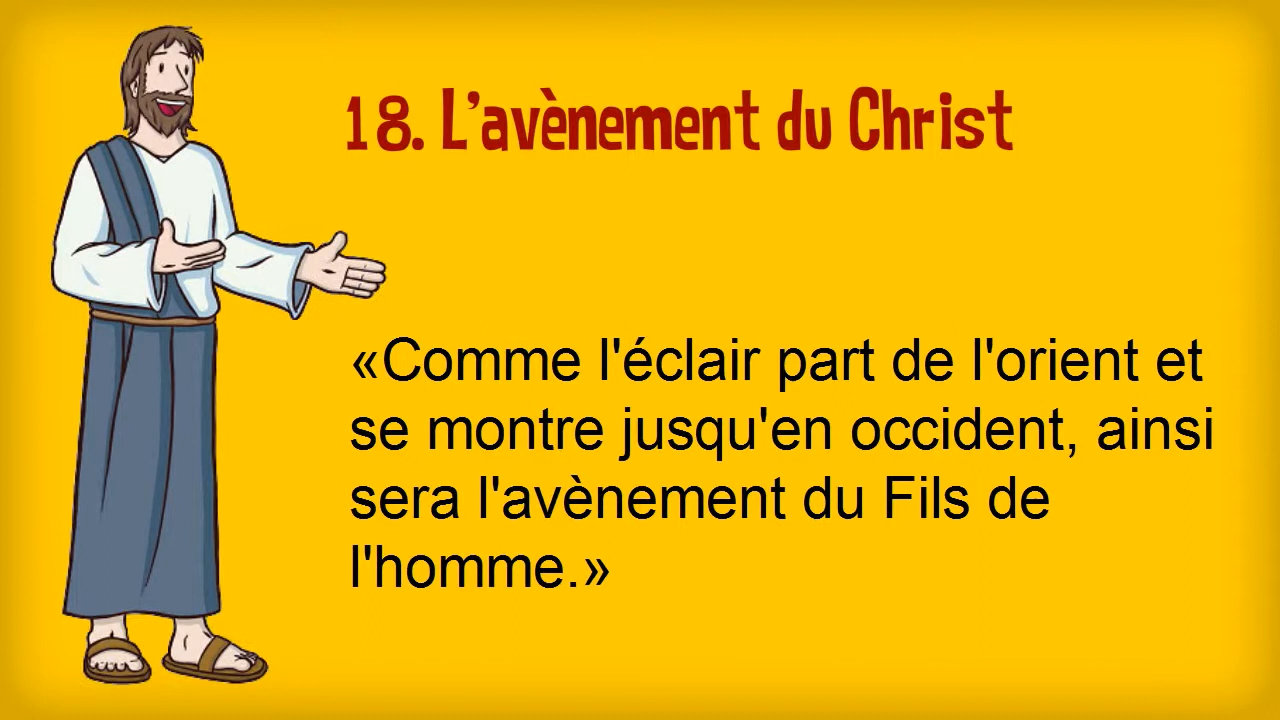 18. L'avènement du Christ
«Comme l'éclair part de l'orient et
se montre jusqu'en occident, ainsi
sera l'avènement du Fils de
l'homme.»